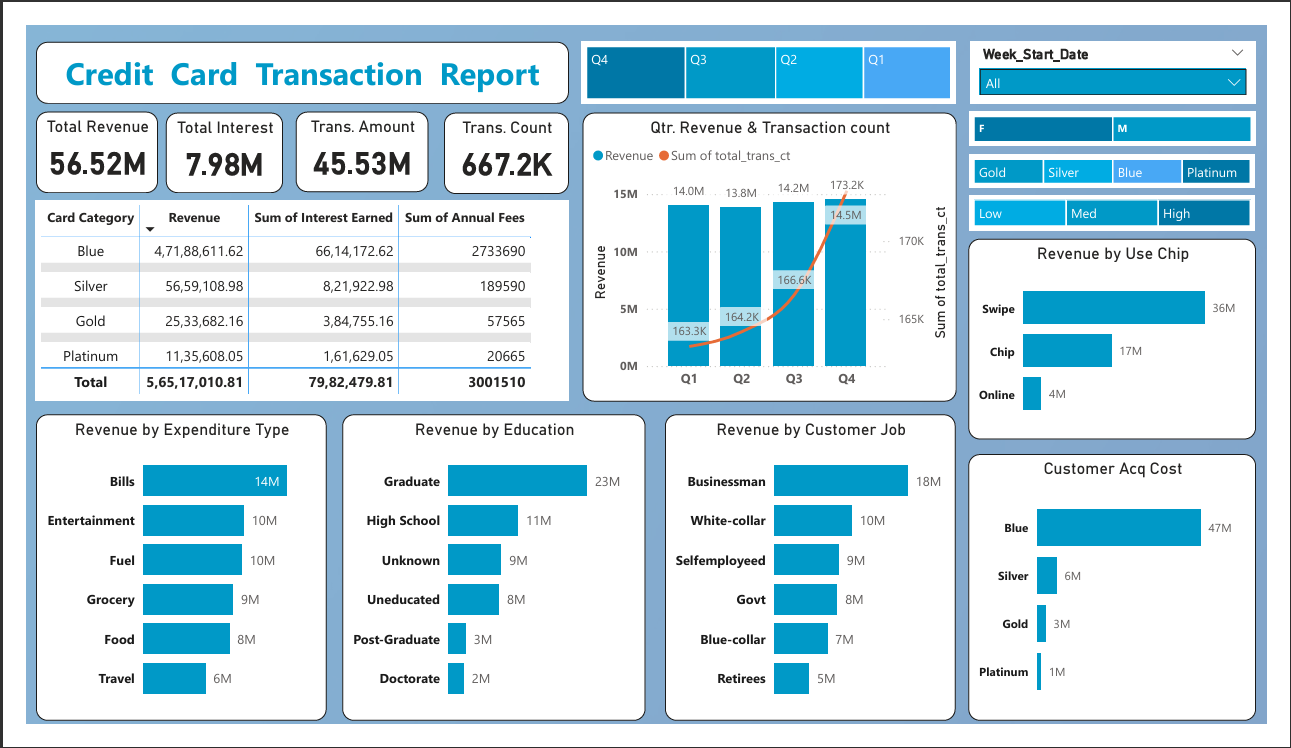 Credit Card Transaction Report
Q4 Q3 Q2 Q1
Week_Start_Date
All
F M
Gold Silver Blue Platinum
Low Med High
Total Revenue
56.52M
Total Interest
7.98M
Trans. Amount
45.53M
Trans. Count
667.2K
Card Category Revenue Sum of Interest Earned Sum of Annual Fees
Blue 4,71,88,611.62 66,14,172.62 2733690
Silver 56,59,108.98 8,21,922.98 189590
Gold 25,33,682.16 3,84,755.16 57565
Platinum 11,35,608.05 1,61,629.05 20665
Total 5,65,17,010.81 79,82,479.81 3001510
Qtr. Revenue & Transaction count
Revenue Sum of total_trans_ct
15M
10M
5M
0M
Revenue
14.0M 13.8M 14.2M 173.2K
14.5M
166.6K
164.2K
163.3K
170K
165K
Sum of total_trans_ct
Q1 Q2 Q3 Q4
Revenue by Use Chip
Swipe 36M
Chip 17M
Online 4M
Revenue by Expenditure Type
Bills 14M
Entertainment 10M
Fuel 10M
Grocery 9M
Food 8M
Travel 6M
Revenue by Education
Graduate 23M
High School 11M
Unknown 9M
Uneducated 8M
Post-Graduate 3M
Doctorate 2M
Revenue by Customer Job
Businessman 18M
White-collar 10M
Selfemployeed 9M
Govt 8M
Blue-collar 7M
Retirees 5M
Customer Acq Cost
Blue 47M
Silver 6M
Gold 3M
Platinum 1M